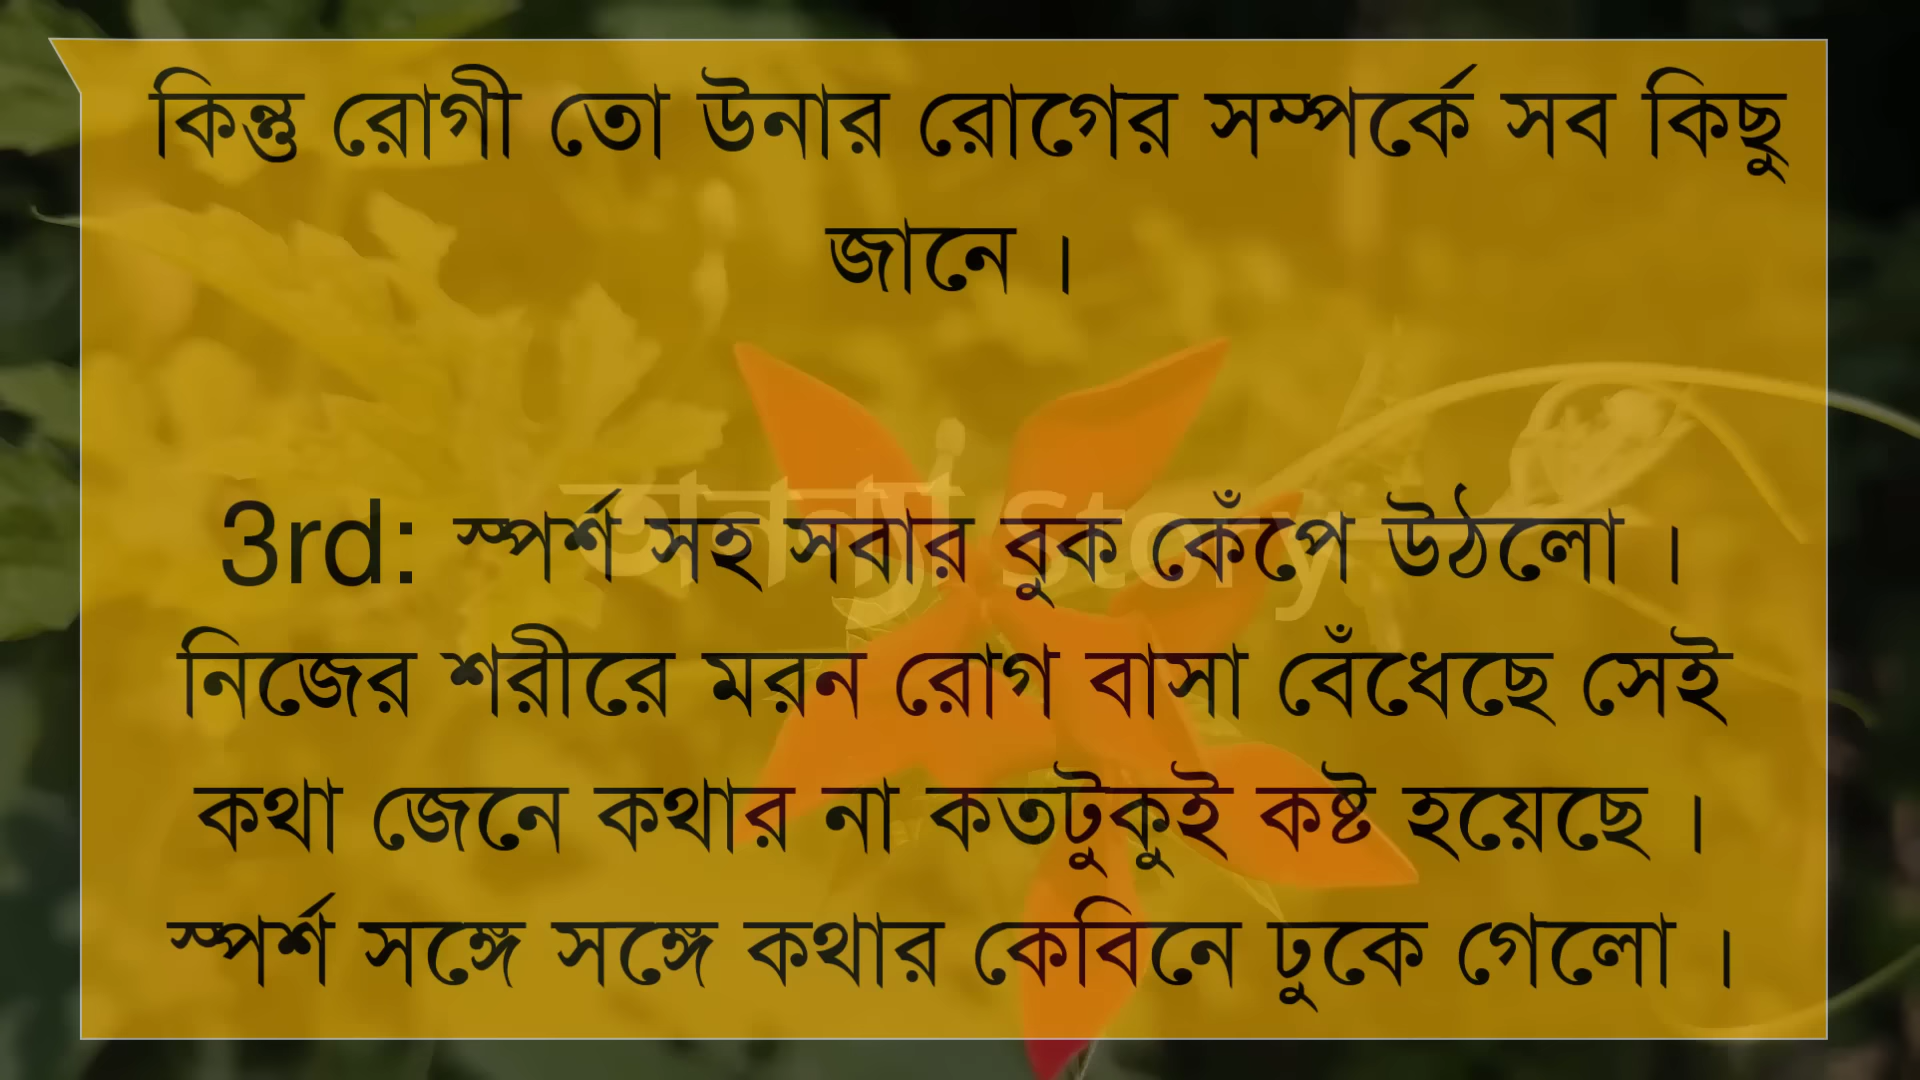 কিন্তু রোগী তো উনার রোগের সম্পর্কে সব কিছু
জানে ।
3rd: স্পর্শ সহ সবার বুক কেঁপে উঠলো ।
নিজের শরীরে মরন রোগ বাসা বেঁধেছে সেই
কথা জেনে কথার না কতটুকুই কষ্ট হয়েছে ।
স্পর্শ সঙ্গে সঙ্গে কথার কেবিনে ঢুকে গেলো ।
Story